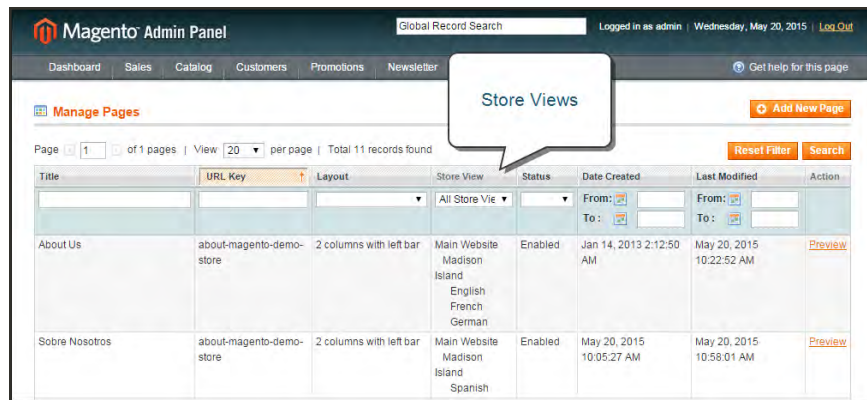 Magento Admin Panel
Global Record Search
Logged in as admin | Wednesday, May 20, 2015 | Log Out
Dashboard Sales Catalog Customers Promotions Newsletter
Get help for this page
Store Views
Manage Pages
Add New Page
Page 1 of 1 pages | View 20 per page | Total 11 records found
Reset Filter Search
Title URL Key Layout Store View Status Date Created Last Modified Action
All Store Vie
From: From:
To: To:
About Us about-magento-demo- 2 columns with left bar Main Website Enabled Jan 14, 2013 2:12:50 May 20, 2015 Preview
store Madison AM 10:22:52 AM
Island
English
French
German
Sobre Nosotros about-magento-demo- 2 columns with left bar Main Website Enabled May 20, 2015 May 20, 2015 Preview
store Madison 10:05:27 AM 10:58:01 AM
Island
Spanish